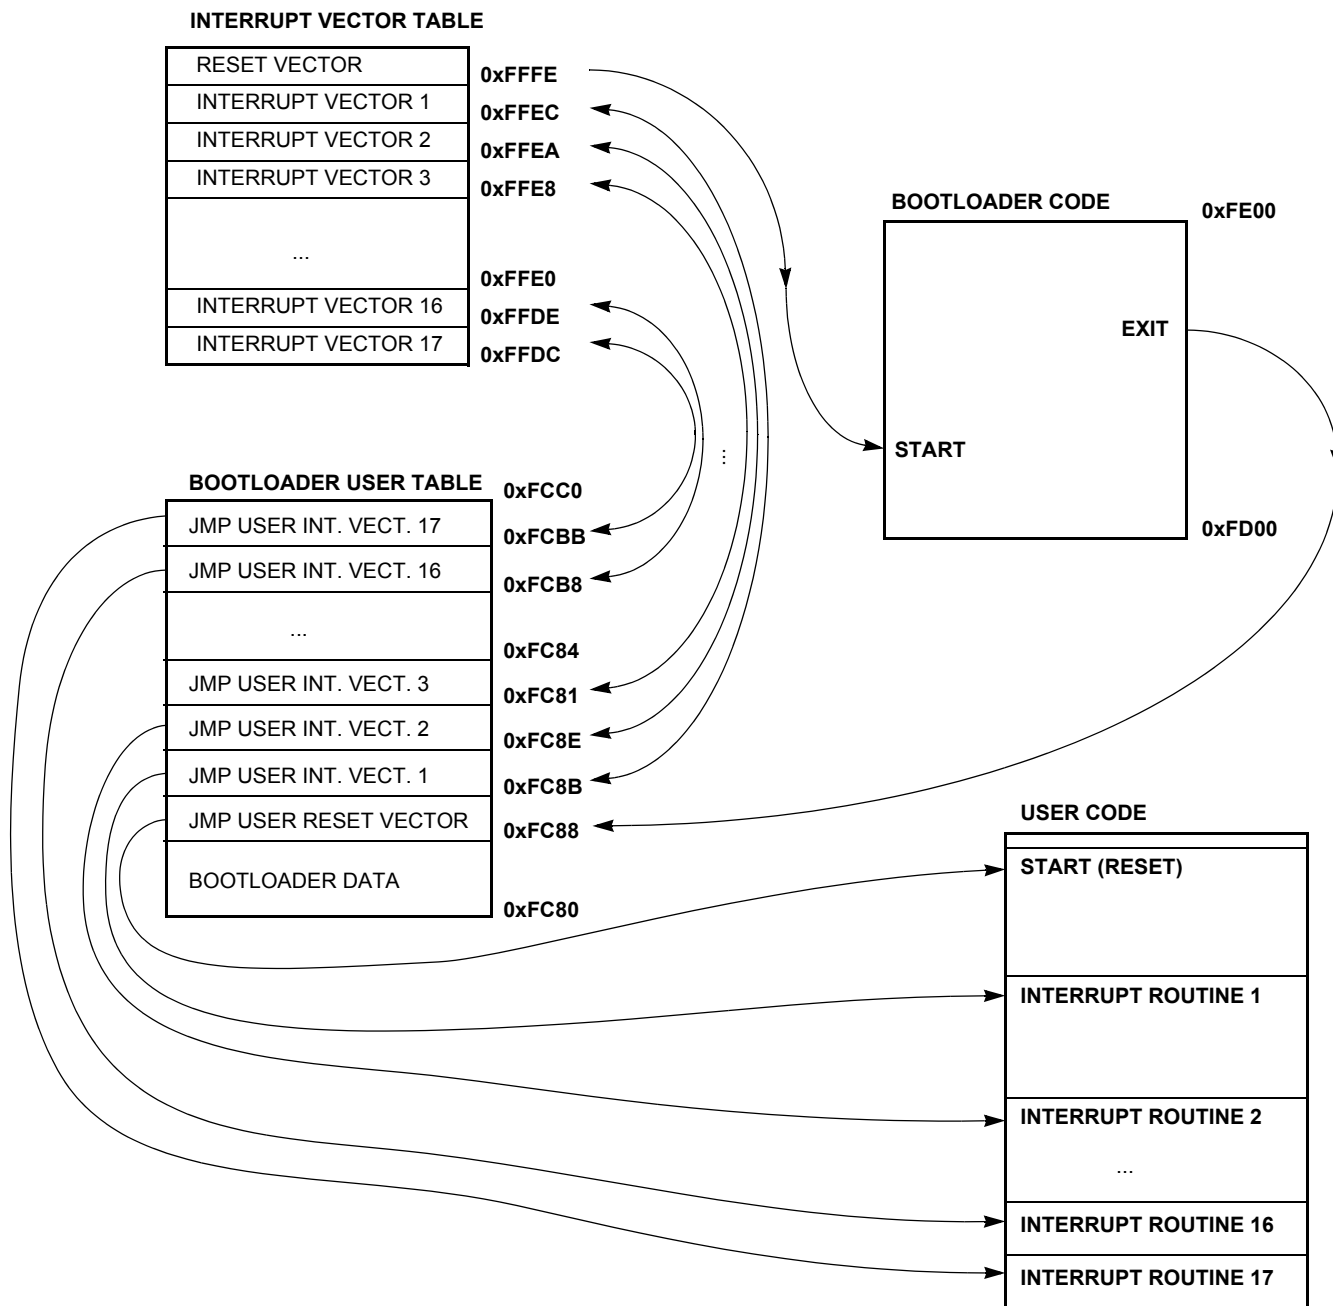 INTERRUPT VECTOR TABLE
RESET VECTOR
0xFFFE
INTERRUPT VECTOR 1
0xFFEC
INTERRUPT VECTOR 2
0xFFEA
INTERRUPT VECTOR 3
0xFFE8
...
0xFFE0
INTERRUPT VECTOR 16
0xFFDE
INTERRUPT VECTOR 17
0xFFDC
BOOTLOADER CODE
0xFE00
EXIT
START
0xFD00
...
BOOTLOADER USER TABLE
0xFCC0
JMP USER INT. VECT. 17
0xFCBB
JMP USER INT. VECT. 16
0xFCB8
...
0xFC84
JMP USER INT. VECT. 3
0xFC81
JMP USER INT. VECT. 2
0xFC8E
JMP USER INT. VECT. 1
0xFC8B
JMP USER RESET VECTOR
0xFC88
BOOTLOADER DATA
0xFC80
USER CODE
START (RESET)
INTERRUPT ROUTINE 1
INTERRUPT ROUTINE 2
...
INTERRUPT ROUTINE 16
INTERRUPT ROUTINE 17